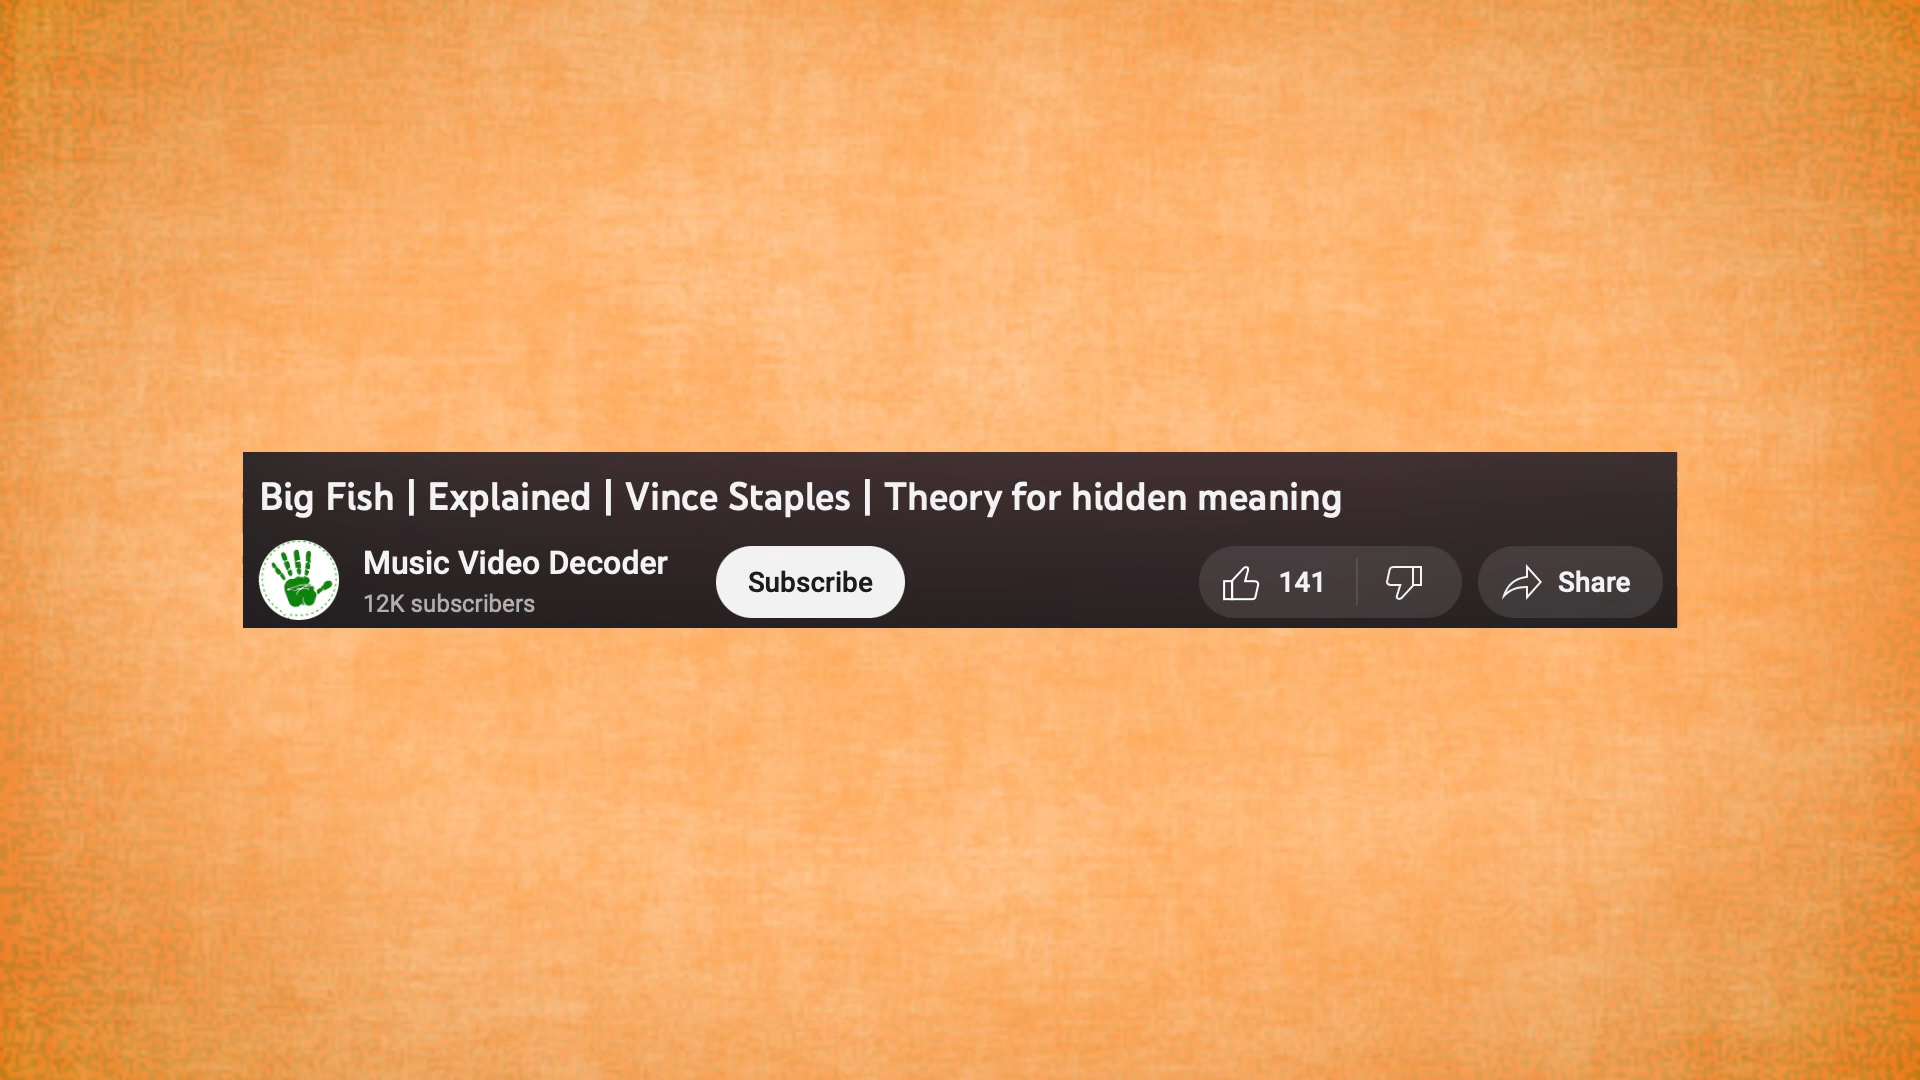 Big Fish | Explained | Vince Staples | Theory for hidden meaning
Music Video Decoder
12K subscribers
Subscribe
141
Share